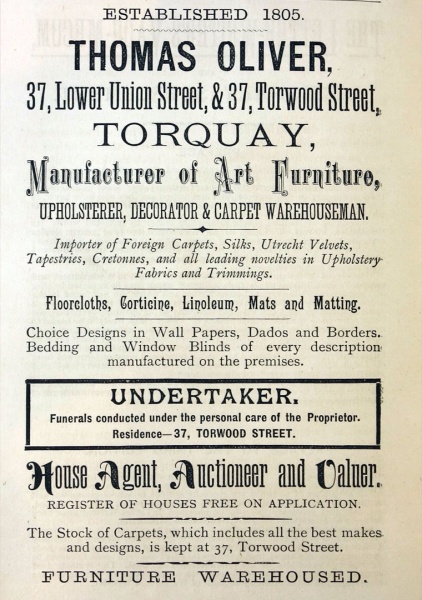 ESTABLISHED 1805.
THOMAS OLIVER,
37, Lower Union Street, & 37, Torwood Street,
TORQUAY,
Manufacturer of Art Furniture,
UPHOLSTERER, DECORATOR & CARPET WAREHOUSEMAN.
Importer of Foreign Carpets, Silks, Utrecht Velvets,
Tapestries, Cretonnes, and all leading novelties in Upholstery
Fabrics and Trimmings.
Floorcloths, Corticine, Linoleum, Mats and Matting.
Choice Designs in Wall Papers, Dados and Borders.
Bedding and Window Blinds of every description
manufactured on the premises.
UNDERTAKER.
Funerals conducted under the personal care of the Proprietor.
Residence—37, TORWOOD STREET.
House Agent, Auctioneer and Valuer.
REGISTER OF HOUSES FREE ON APPLICATION.
The Stock of Carpets, which includes all the best makes
and designs, is kept at 37, Torwood Street.
FURNITURE WAREHOUSED.